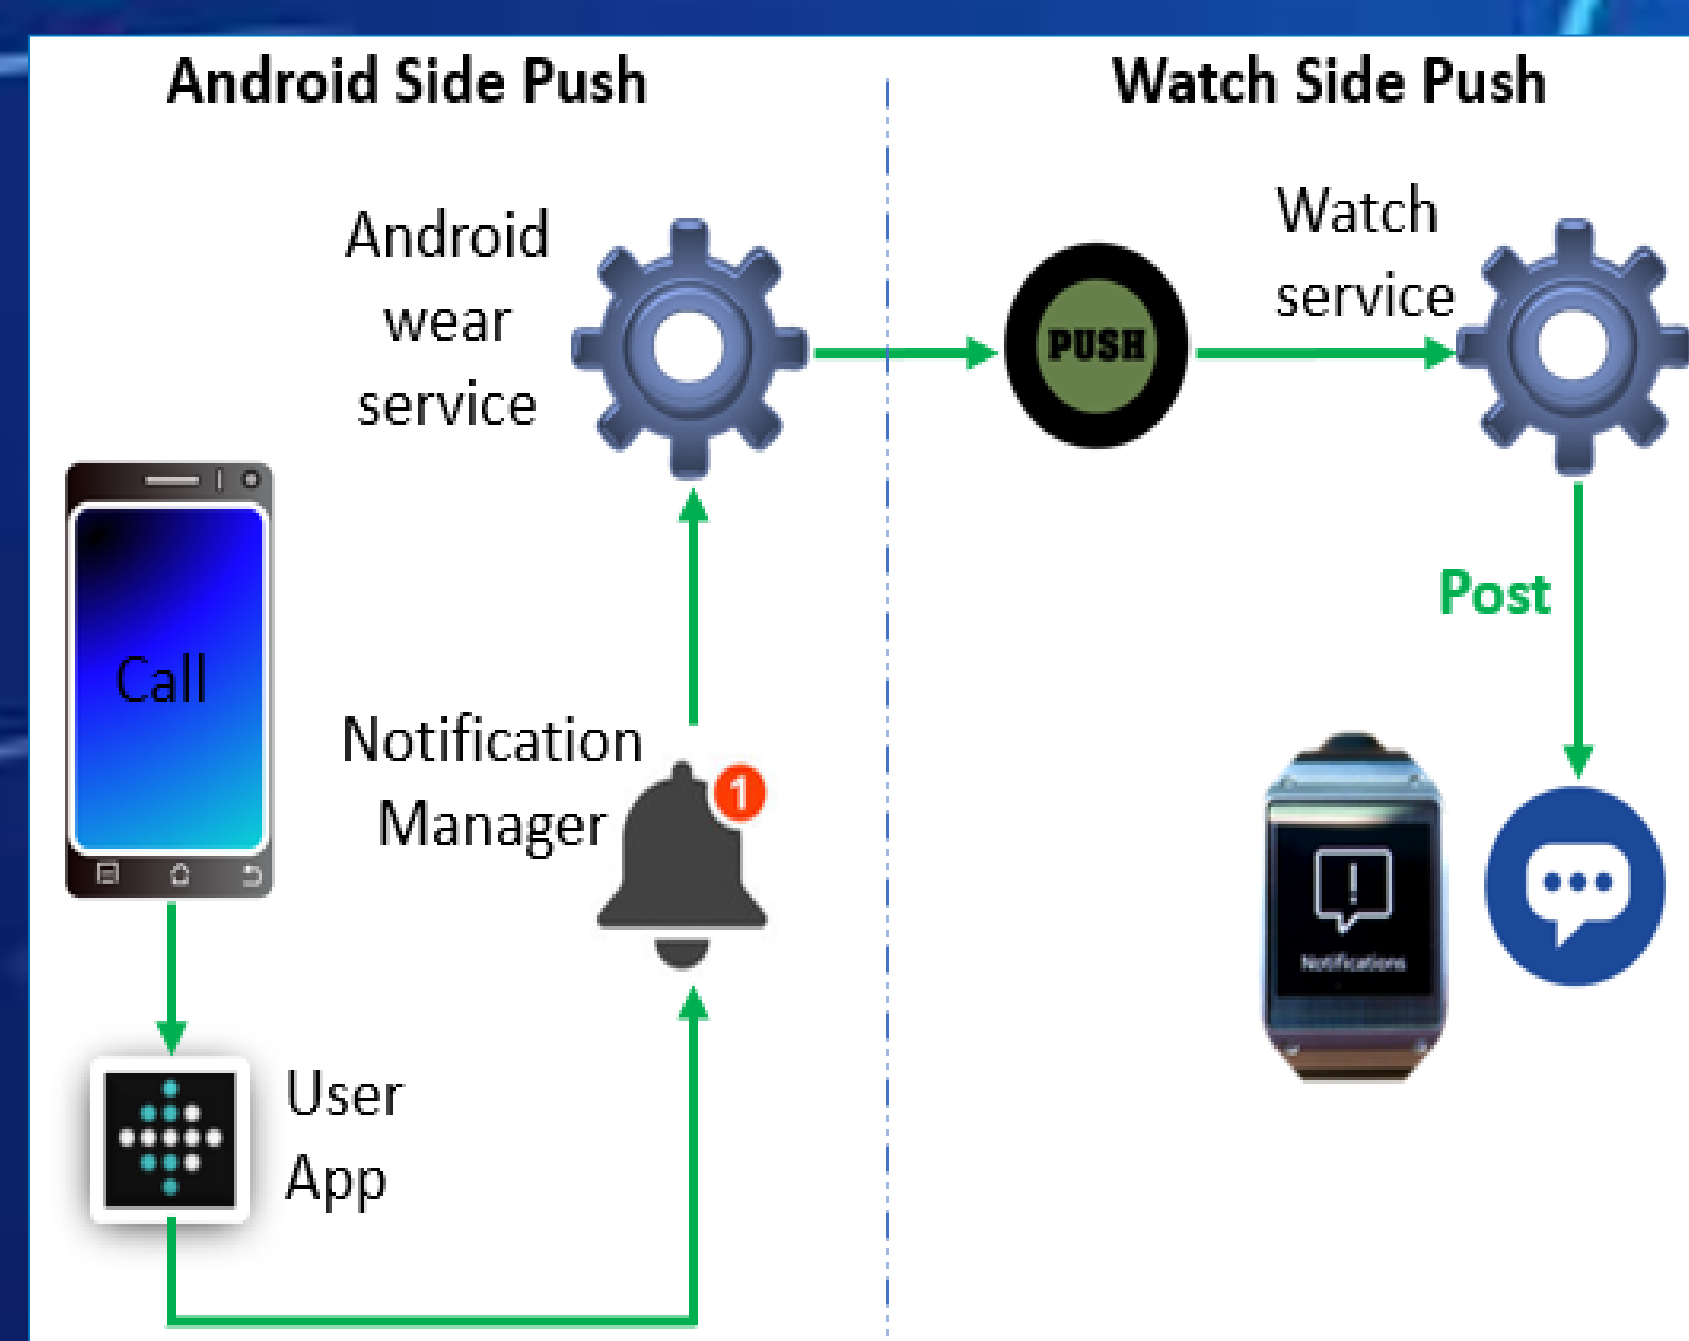 Android Side Push
Watch Side Push
Android
wear
service
PUSH
Watch
service
Call
Notification
Manager
1
Post
!
Notifications
User
App